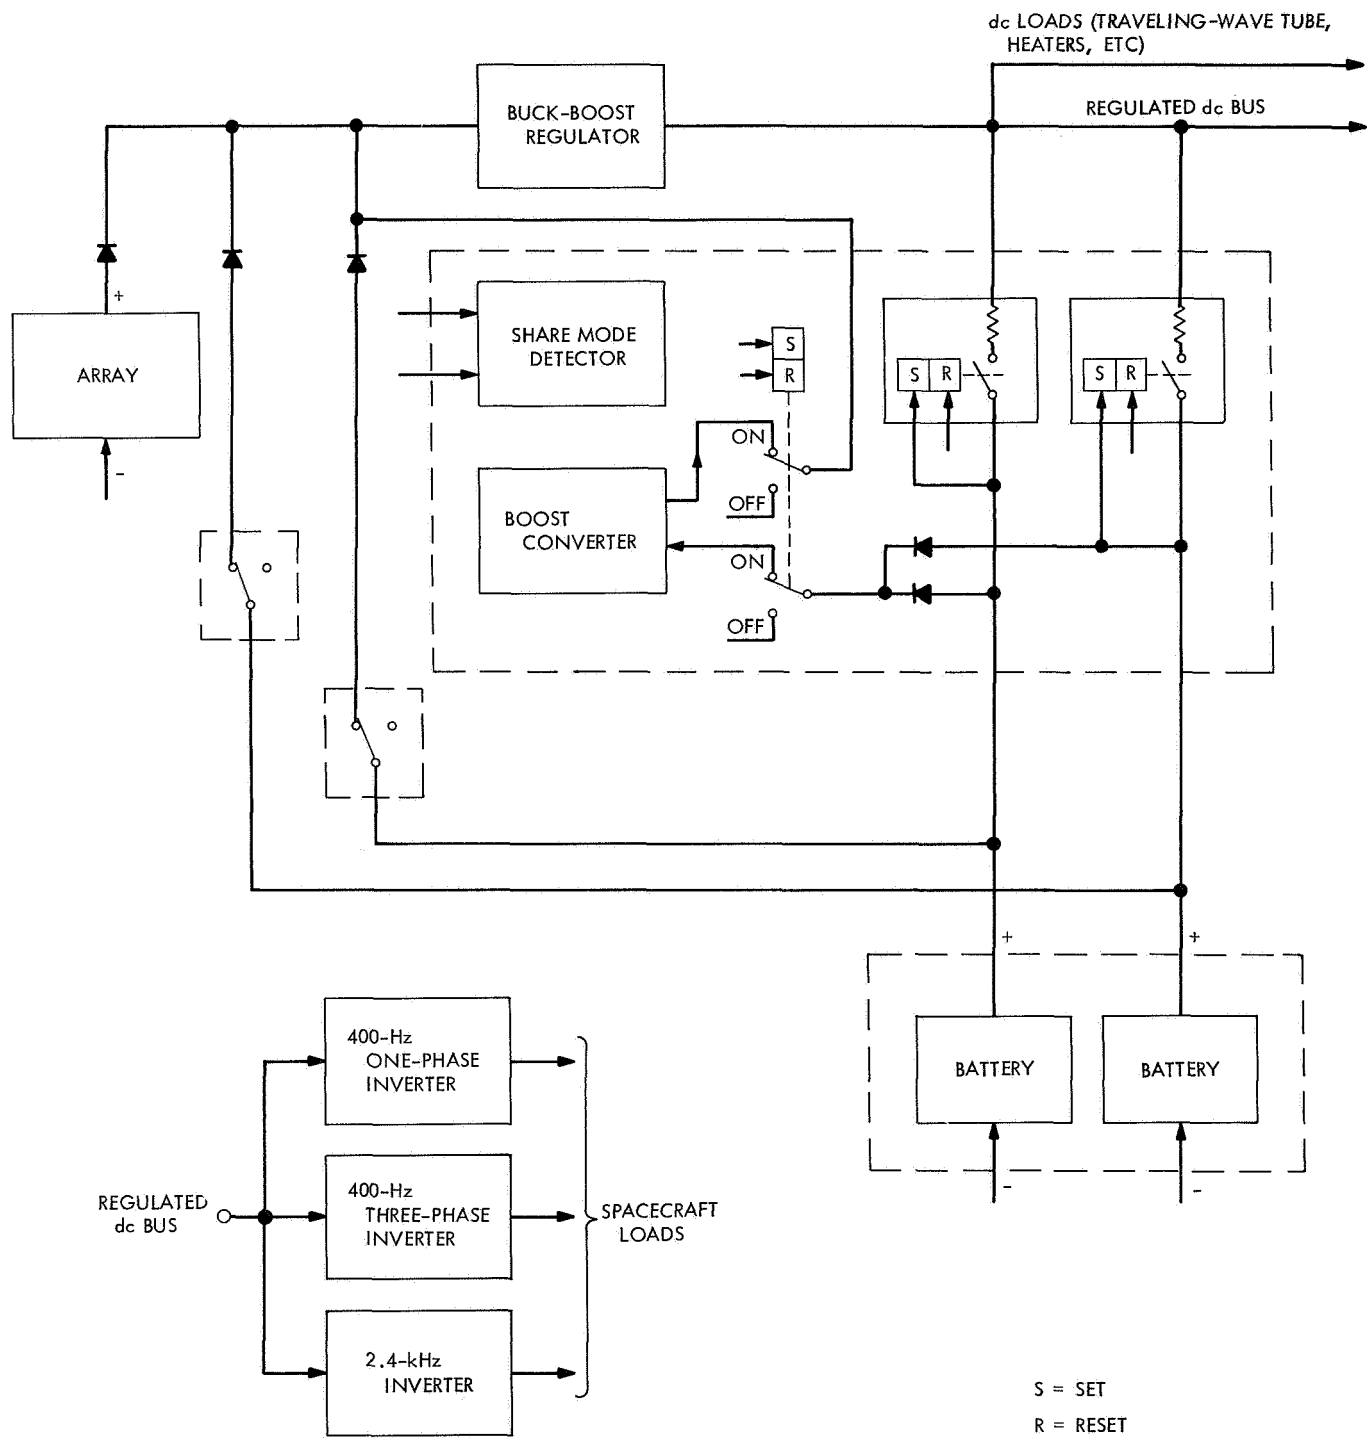 dc LOADS (TRAVELING-WAVE TUBE,
HEATERS, ETC)
BUCK-BOOST
REGULATOR
REGULATED dc BUS
+
ARRAY
-
SHARE MODE
DETECTOR
S
R
S R
S R
ON
OFF
BOOST
CONVERTER
ON
OFF
+
+
BATTERY
BATTERY
-
-
400-Hz
ONE-PHASE
INVERTER
400-Hz
THREE-PHASE
INVERTER
REGULATED
dc BUS
SPACECRAFT
LOADS
2.4-kHz
INVERTER
S = SET
R = RESET